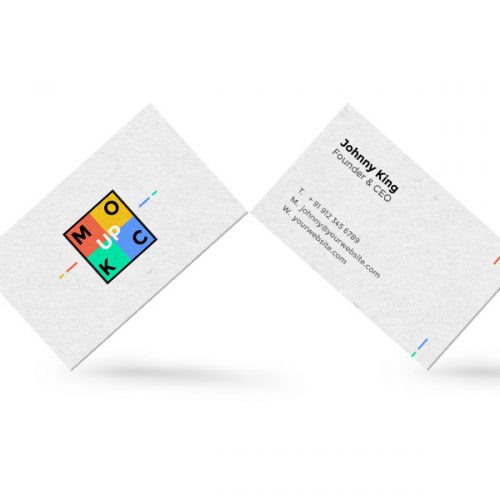 M O
UP
K C
Johnny King
Founder & CEO
T. +91 912 345 6789
M. johnny@yourwebsite.com
W. yourwebsite.com